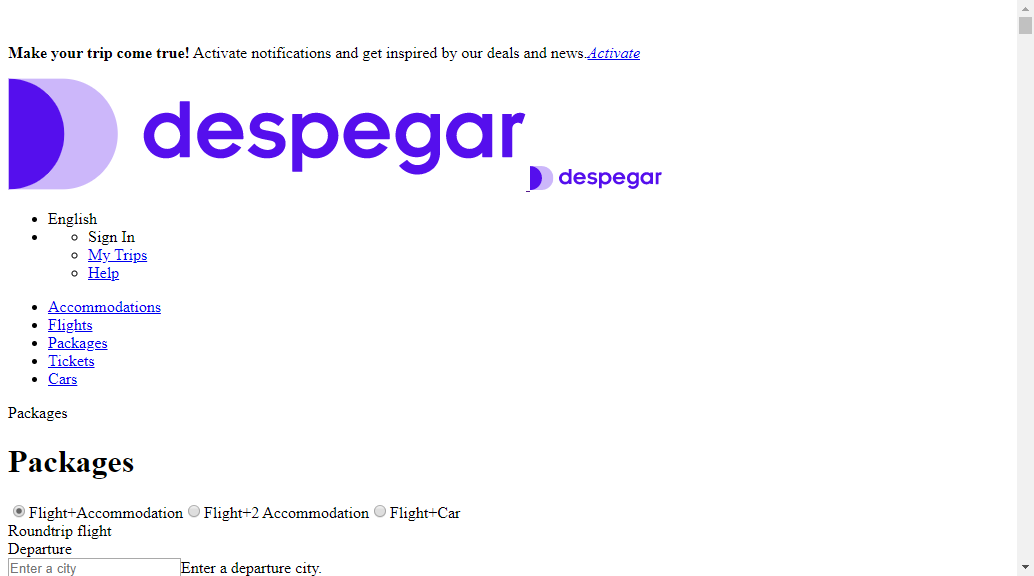 Make your trip come true! Activate notifications and get inspired by our deals and news.Activate
despegar despegar
English
Sign In
My Trips
Help
Accommodations
Flights
Packages
Tickets
Cars
Packages
Packages
Flight+Accommodation Flight+2 Accommodation Flight+Car
Roundtrip flight
Departure
Enter a city Enter a departure city.